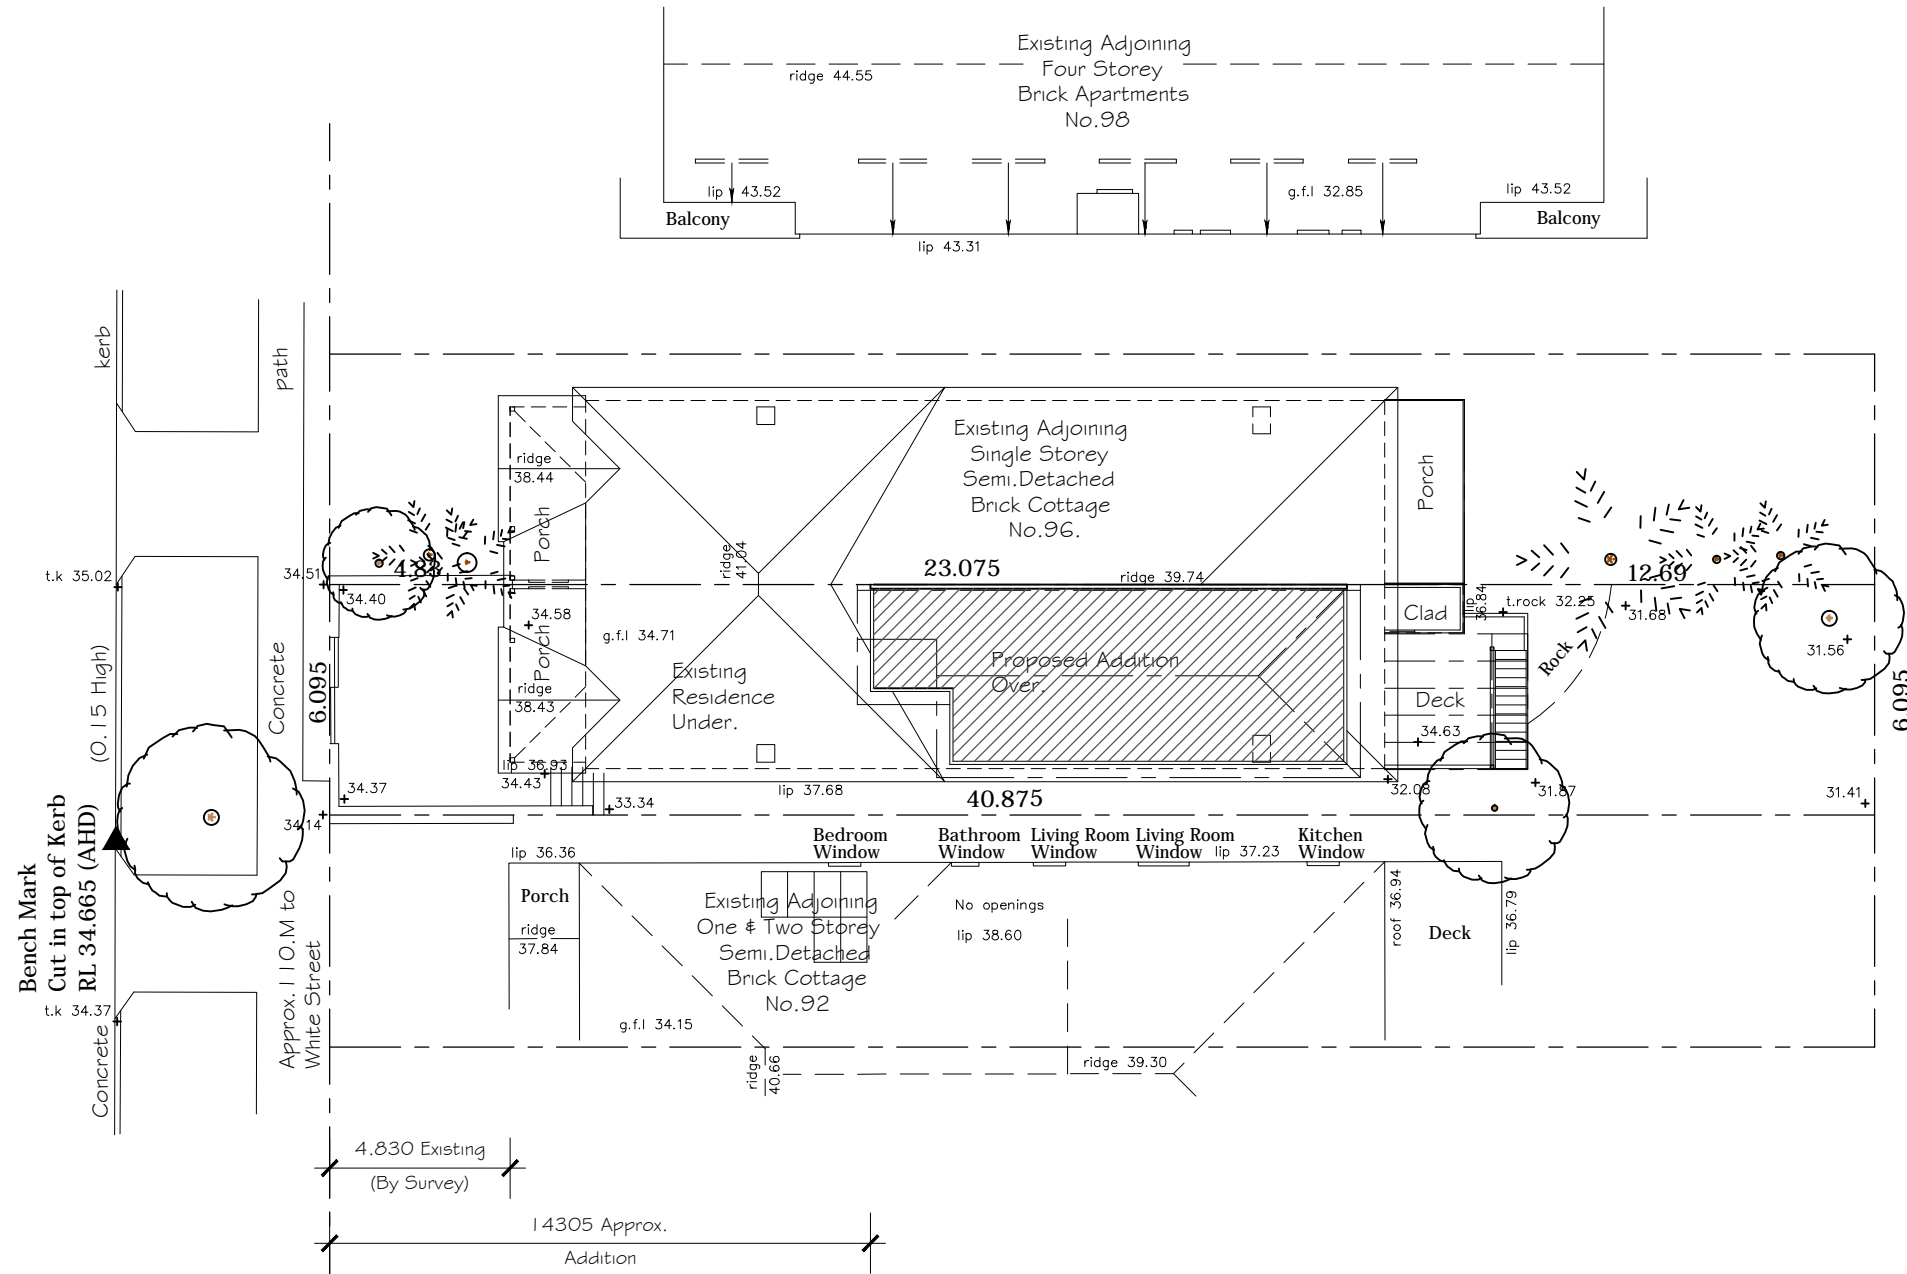 Existing Adjoining
Four Storey
Brick Apartments
No.98
ridge 44.55
lip 43.52
g.f.l 32.85
lip 43.52
Balcony
Balcony
lip 43.31
kerb
path
Existing Adjoining
Single Storey
Semi.Detached
Brick Cottage
No.96.
ridge
38.44
Porch
Porch
ridge
41.04
t.k 35.02
34.51
4.83
23.075
ridge 39.74
12.69
34.40
34.58
g.f.l 34.71
Clad
lip
36.84
t.rock 32.25
31.68
31.56
Porch
Existing
Residence
Under.
Proposed Addition
Over.
Rock
Deck
34.63
(0.15 High)
Concrete
6.095
6.095
ridge
38.43
lip 36.93
34.43
34.37
33.34
lip 37.68
40.875
32.08
31.87
31.41
34.14
Bench Mark
Cut in top of Kerb
RL 34.665 (AHD)
Bedroom
Window
Bathroom
Window
Living Room
Window
Living Room
Window
Kitchen
Window
lip 36.36
lip 37.23
Porch
ridge
37.84
Existing Adjoining
One & Two Storey
Semi.Detached
Brick Cottage
No.92
No openings
lip 38.60
roof 36.94
Deck
lip 36.79
t.k 34.37
Concrete
Approx.110.M to
White Street
g.f.l 34.15
ridge
40.66
ridge 39.30
4.830 Existing
(By Survey)
14305 Approx.
Addition